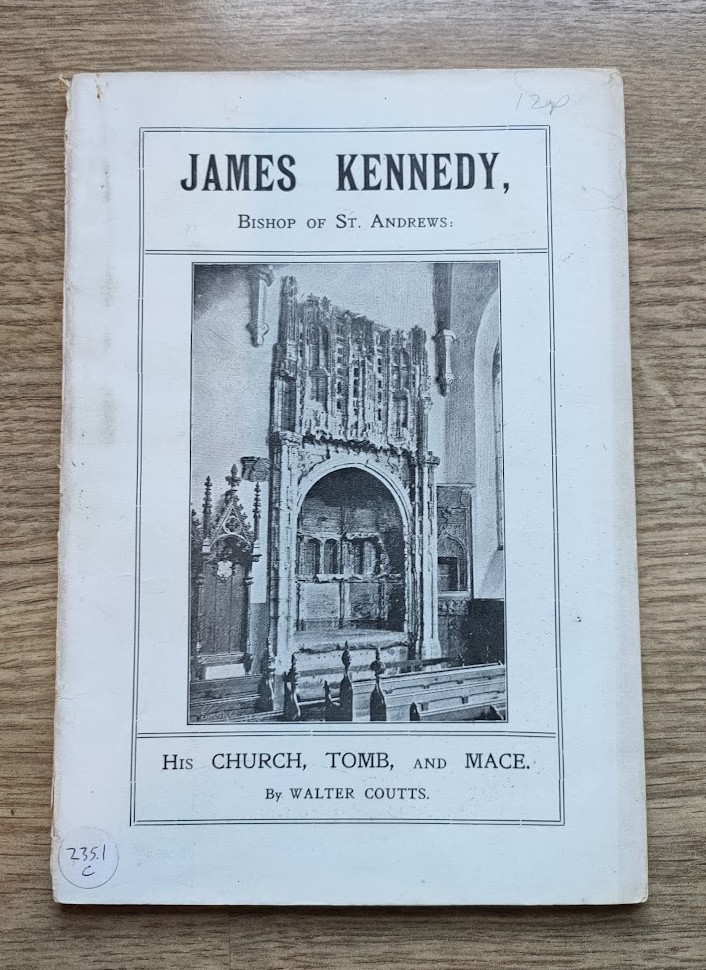 12p
JAMES KENNEDY,
BISHOP OF ST. ANDREWS:
HIS CHURCH, TOMB, AND MACE.
By WALTER COUTTS.
235.1
C